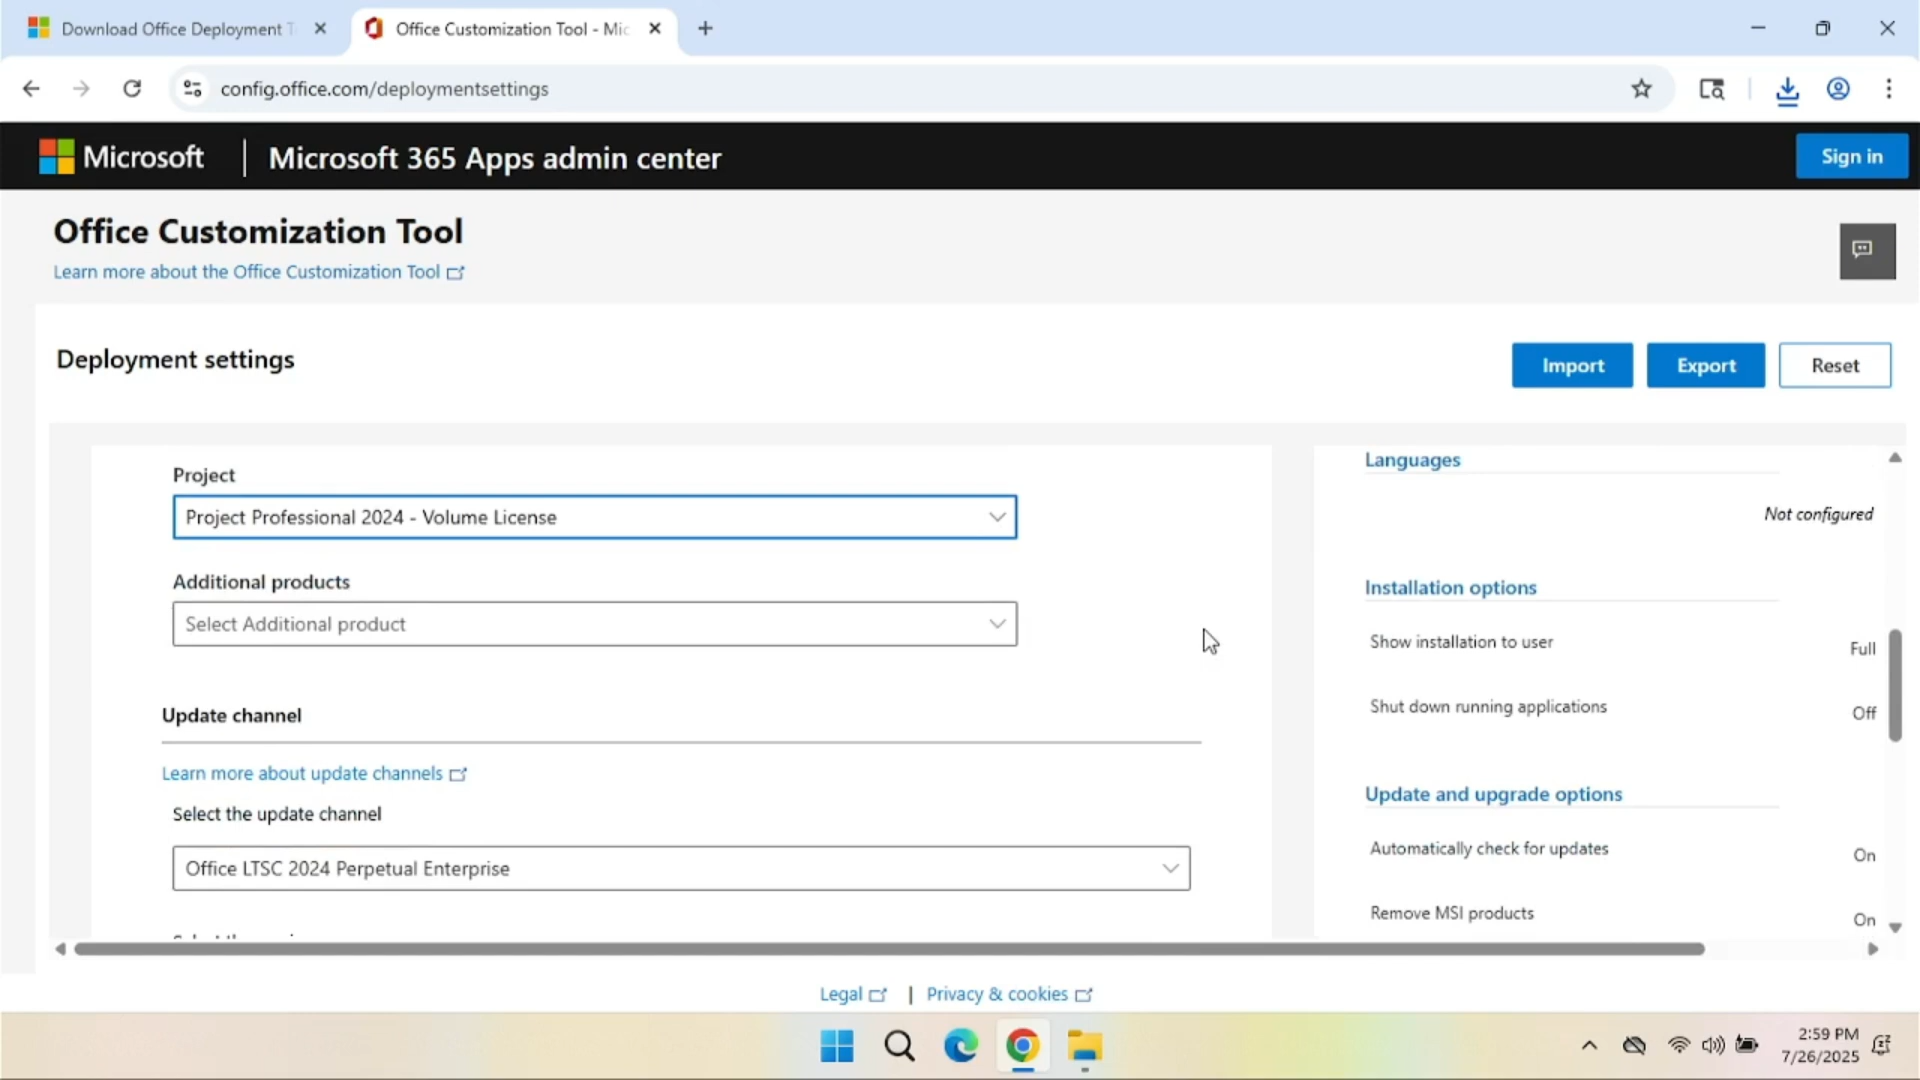 Download Office Deployment T
Office Customization Tool - Mic
config.office.com/deploymentsettings
Microsoft
Microsoft 365 Apps admin center
Sign in
Office Customization Tool
Learn more about the Office Customization Tool
Deployment settings
Import
Export
Reset
Project
Project Professional 2024 - Volume License
Additional products
Select Additional product
Update channel
Learn more about update channels
Select the update channel
Office LTSC 2024 Perpetual Enterprise
Languages
Not configured
Installation options
Show installation to user
Full
Shut down running applications
Off
Update and upgrade options
Automatically check for updates
On
Remove MSI products
On
Legal | Privacy & cookies
2:59 PM
7/26/2025